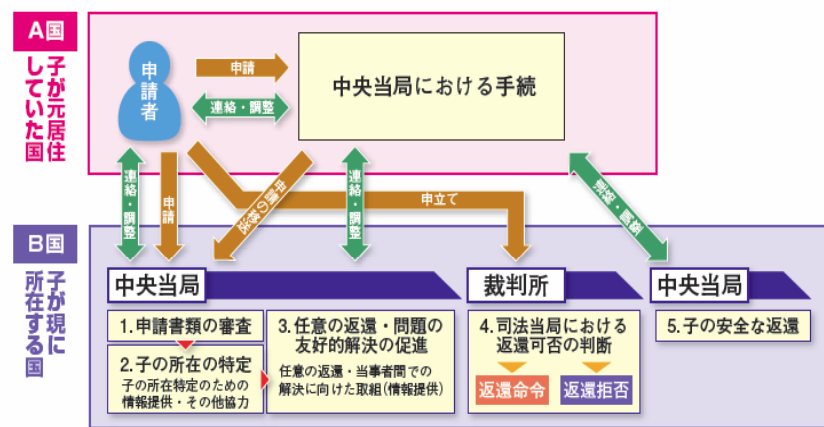 A国
子が元居住
していた国
申請者
申請
連絡・調整
中央当局における手続
連絡・調整
申請
申請の移送
連絡・調整
申立て
連絡・調整
B国
子が現に
所在する国
中央当局
1.申請書類の審査
2.子の所在の特定
子の所在特定のための
情報提供・その他協力
3.任意の返還・問題の
友好的解決の促進
任意の返還・当事者間での
解決に向けた取組(情報提供)
裁判所
4.司法当局における
返還可否の判断
返還命令
返還拒否
中央当局
5.子の安全な返還